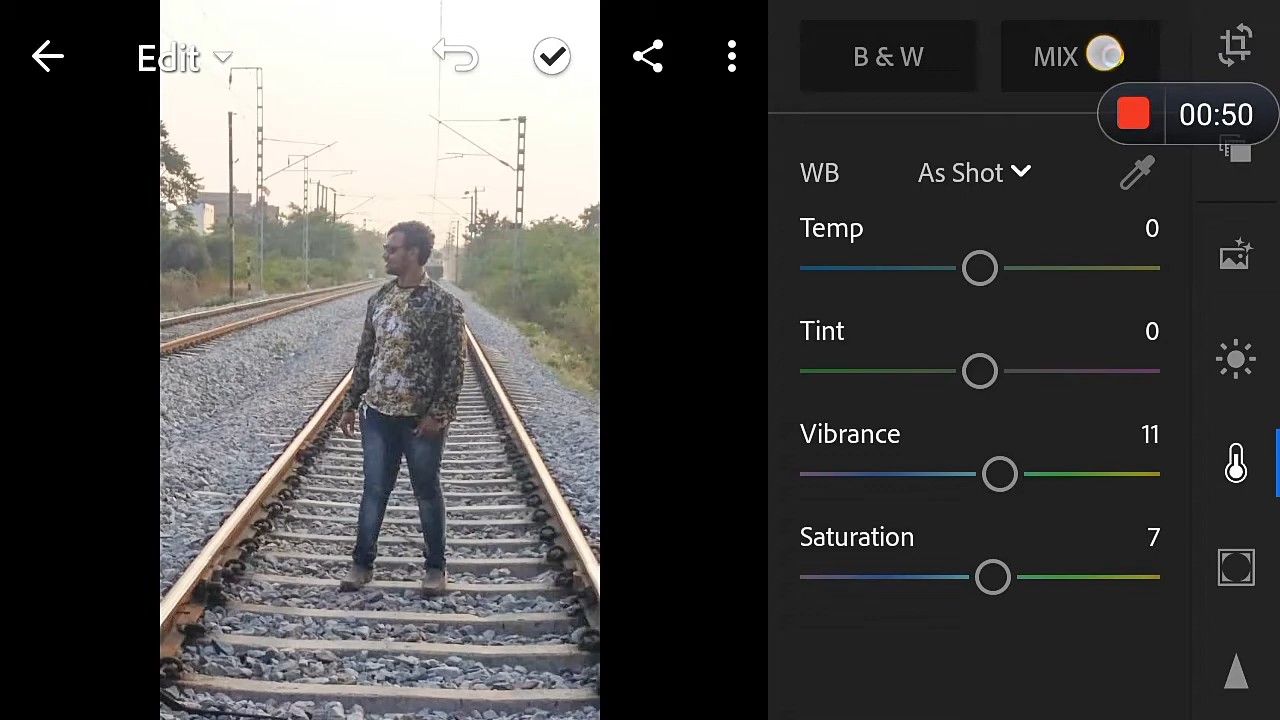 Edit
B & W
MIX
00:50
WB As Shot
Temp 0
Tint 0
Vibrance 11
Saturation 7